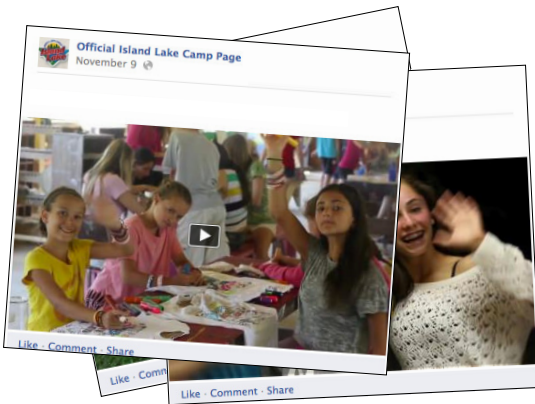 Official Island Lake Camp Page
November 9
Like · Comment · Share
Like · Comm
Like · Comment · Share